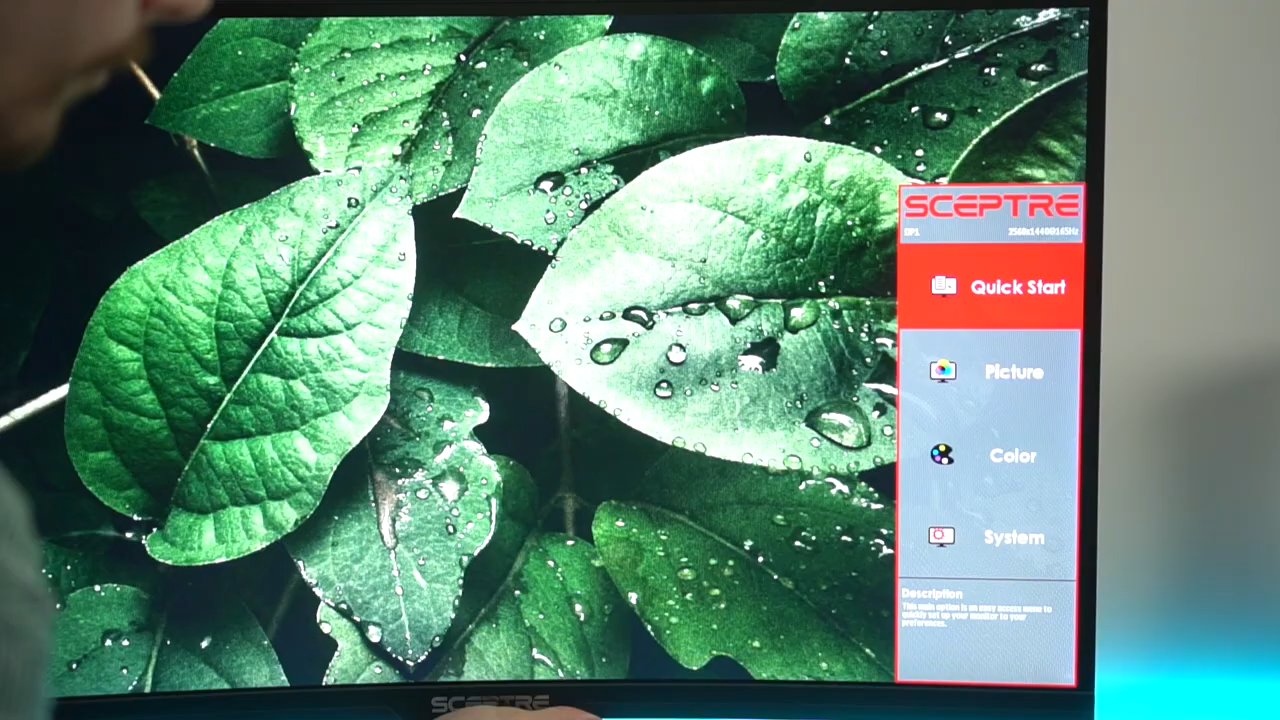 SCEPTRE
DP1 2560x1440@165Hz
Quick Start
Picture
Color
System
Description
This main option is an easy access menu to
quickly set up your monitor to your
preferences.
SCEPTRE